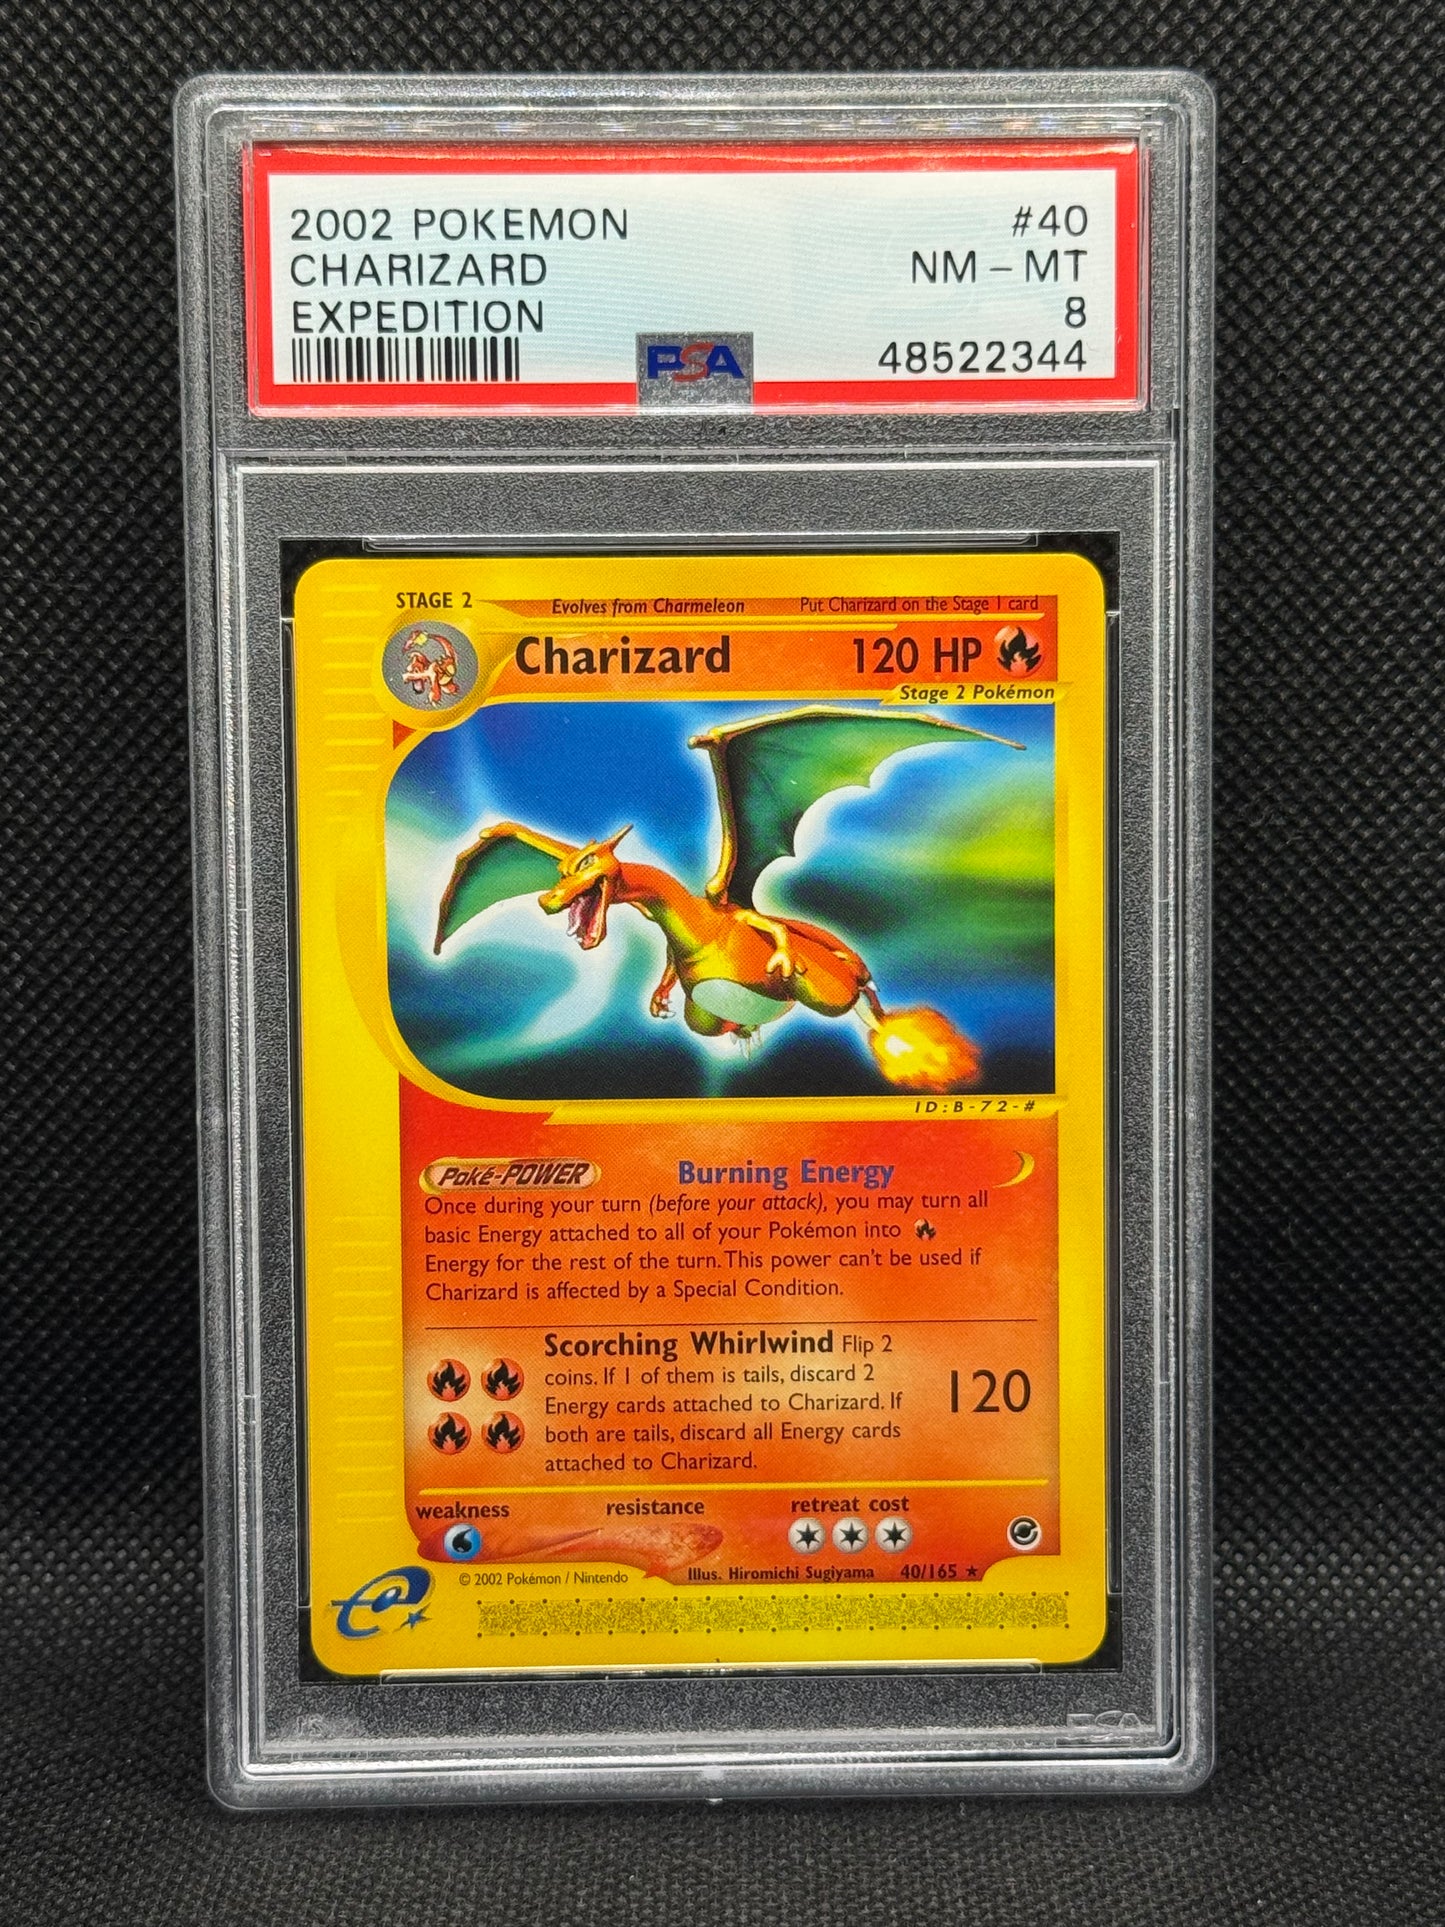 2002 POKEMON #40
CHARIZARD NM - MT
EXPEDITION 8
PSA 48522344
STAGE 2 Evolves from Charmeleon Put Charizard on the Stage 1 card
Charizard 120 HP
Stage 2 Pokémon
ID:B-72-#
Poké-POWER Burning Energy
Once during your turn (before your attack), you may turn all
basic Energy attached to all of your Pokémon into
Energy for the rest of the turn. This power can't be used if
Charizard is affected by a Special Condition.
Scorching Whirlwind Flip 2
coins. If 1 of them is tails, discard 2
Energy cards attached to Charizard. If
both are tails, discard all Energy cards
attached to Charizard.
120
weakness resistance retreat cost
© 2002 Pokémon / Nintendo Illus. Hiromichi Sugiyama 40/165 ★
e
PSA